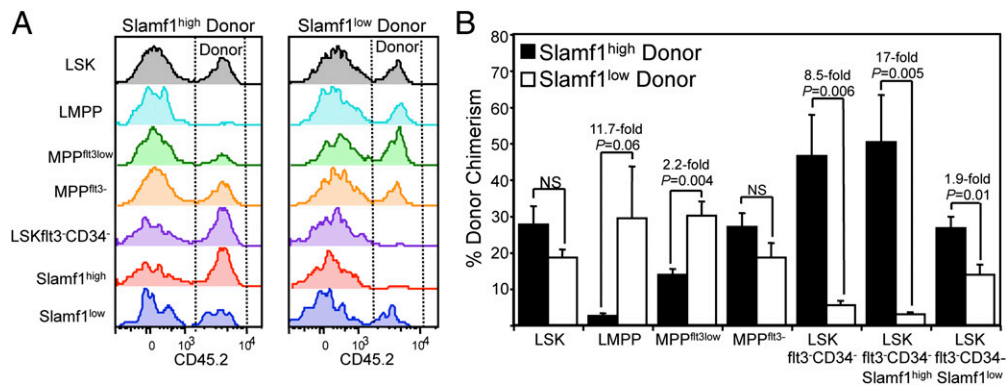 A
Slamf1high Donor
Slamf1low Donor
Donor
Donor
LSK
LMPP
MPPflt3low
MPPflt3-
LSKflt3-CD34-
Slamf1high
Slamf1low
0 10³ 10⁴
CD45.2
0 10³ 10⁴
CD45.2
B
% Donor Chimerism
80
70
60
50
40
30
20
10
Slamf1high Donor
Slamf1low Donor
NS
11.7-fold
P=0.06
2.2-fold
P=0.004
NS
8.5-fold
P=0.006
17-fold
P=0.005
1.9-fold
P=0.01
LSK
LMPP
MPPflt3low
MPPflt3-
LSK
flt3-CD34-
LSK
flt3-CD34-
Slamf1high
LSK
flt3-CD34-
Slamf1low